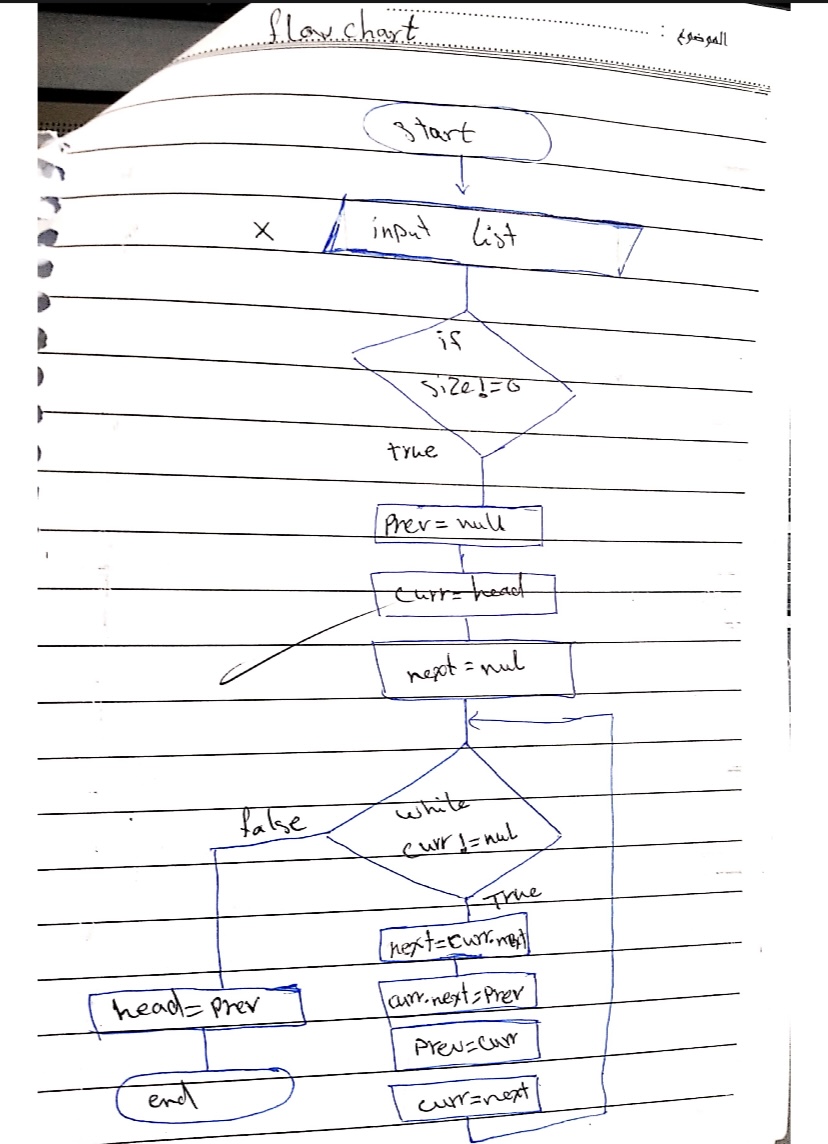 flow chart
الموضوع :
start
x
input list
if
size!=0
true
prev = null
curr= head
next = nul
while
curr != nul
false
True
next=curr.next
curr.next=prev
head= prev
prev=curr
curr=next
end